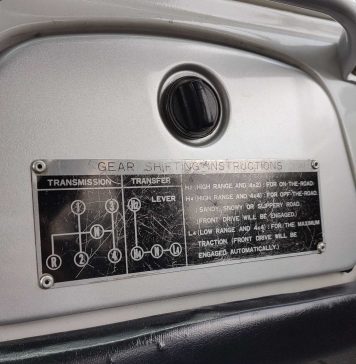 GEAR SHIFTING INSTRUCTIONS
TRANSMISSION
1 3
N
R 2 4
TRANSFER
LEVER
H2
H4 N L4
H2 (HIGH RANGE AND 4x2) : FOR ON-THE-ROAD.
H4 (HIGH RANGE AND 4x4) : FOR OFF-THE-ROAD,
SANDY, SNOWY OR SLIPPERY ROAD.
(FRONT DRIVE WILL BE ENGAGED.)
L4 (LOW RANGE AND 4x4) : FOR THE MAXIMUM
TRACTION. (FRONT DRIVE WILL BE
ENGAGED AUTOMATICALLY.)